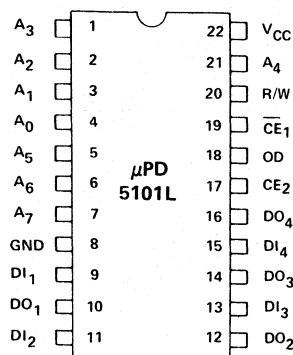 A3 1 22 VCC
A2 2 21 A4
A1 3 20 R/W
A0 4 19 C̅E̅1
A5 5 18 OD
A6 6 μPD 17 CE2
A7 7 5101L 16 DO4
GND 8 15 DI4
DI1 9 14 DO3
DO1 10 13 DI3
DI2 11 12 DO2